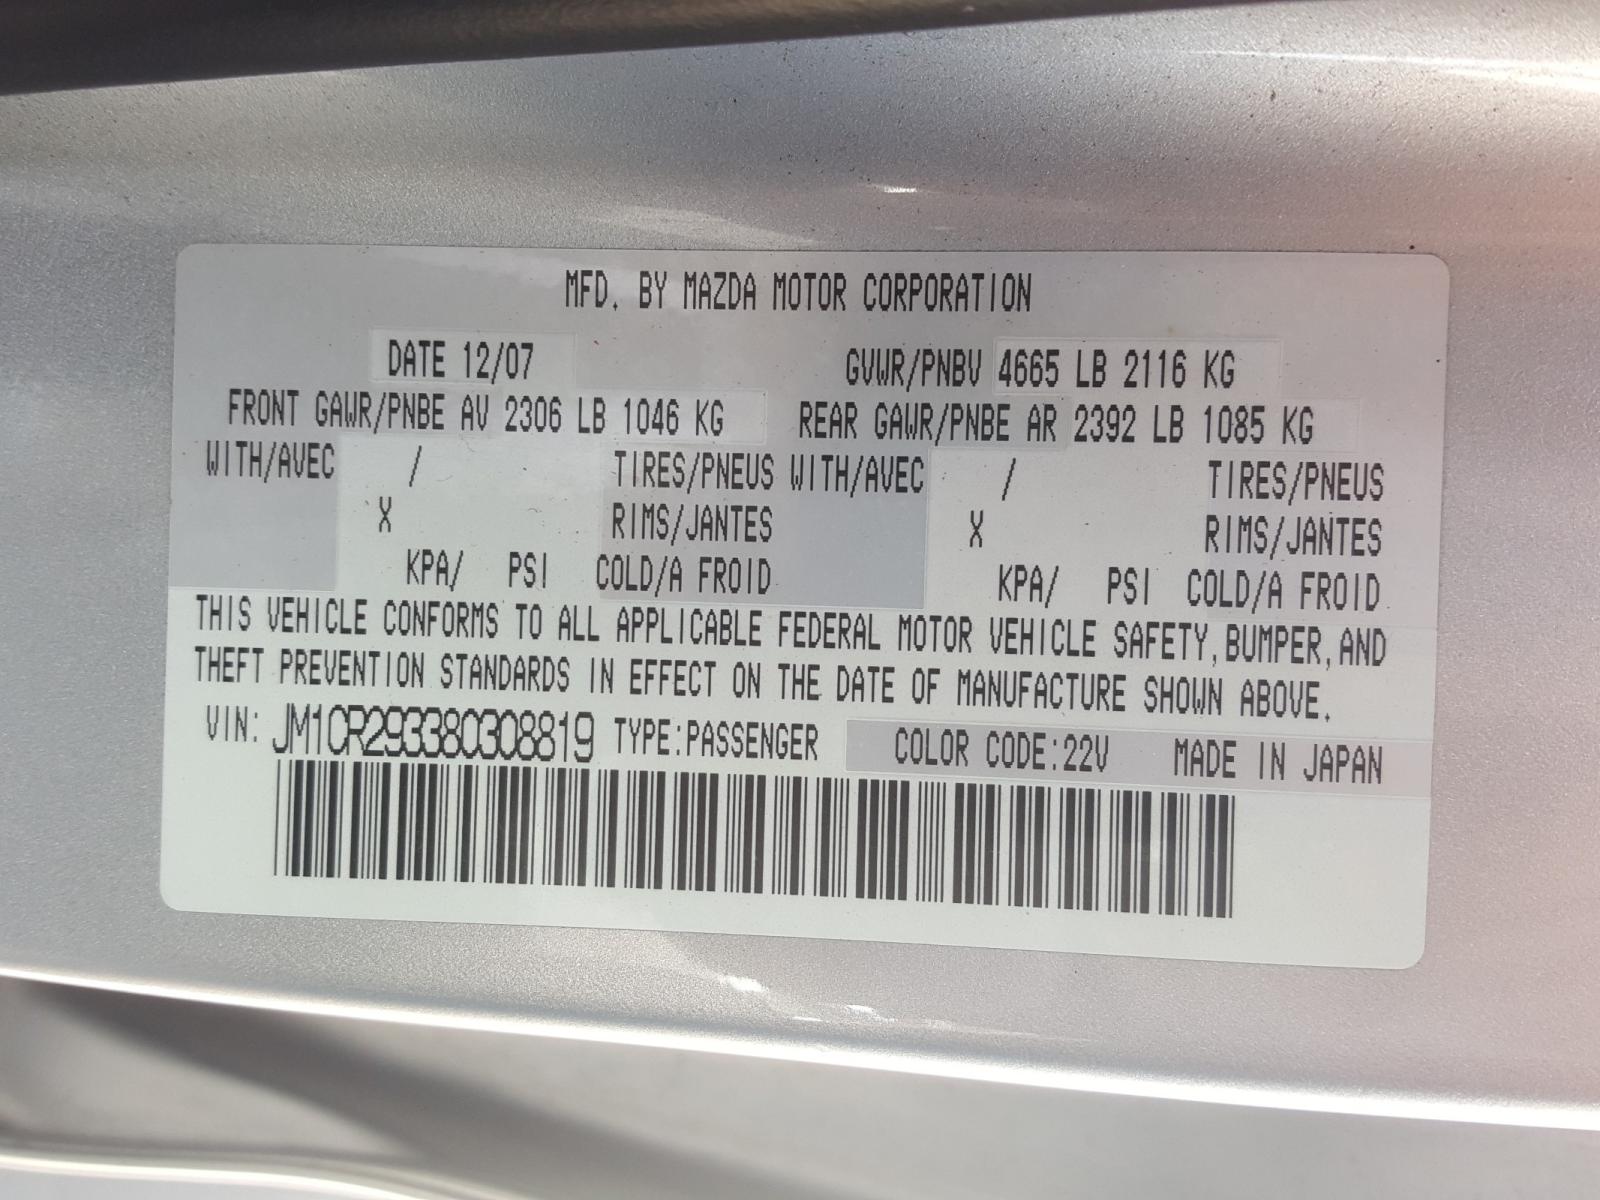 MFD. BY MAZDA MOTOR CORPORATION
DATE 12/07 GVWR/PNBV 4665 LB 2116 KG
FRONT GAWR/PNBE AV 2306 LB 1046 KG REAR GAWR/PNBE AR 2392 LB 1085 KG
WITH/AVEC / TIRES/PNEUS WITH/AVEC / TIRES/PNEUS
X RIMS/JANTES X RIMS/JANTES
KPA/ PSI COLD/A FROID KPA/ PSI COLD/A FROID
THIS VEHICLE CONFORMS TO ALL APPLICABLE FEDERAL MOTOR VEHICLE SAFETY, BUMPER, AND
THEFT PREVENTION STANDARDS IN EFFECT ON THE DATE OF MANUFACTURE SHOWN ABOVE.
VIN: JM1CR293380308819 TYPE:PASSENGER COLOR CODE:22V MADE IN JAPAN